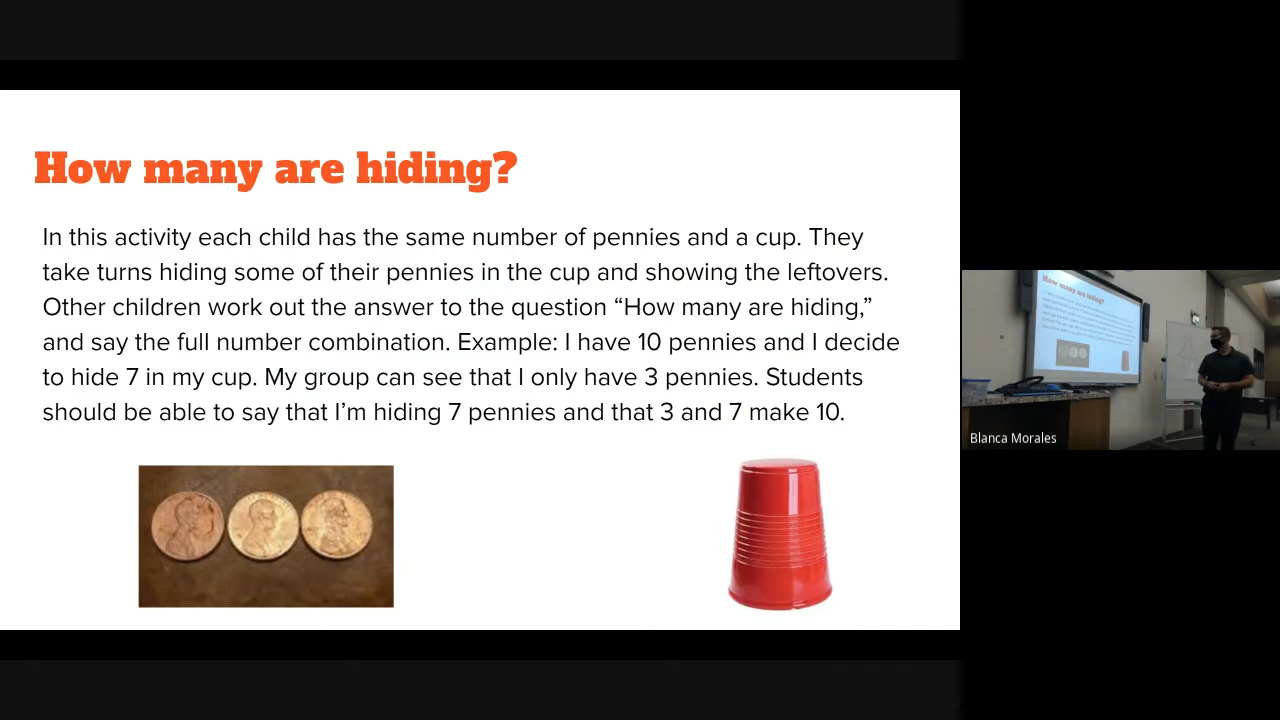 How many are hiding?
In this activity each child has the same number of pennies and a cup. They
take turns hiding some of their pennies in the cup and showing the leftovers.
Other children work out the answer to the question “How many are hiding,”
and say the full number combination. Example: I have 10 pennies and I decide
to hide 7 in my cup. My group can see that I only have 3 pennies. Students
should be able to say that I’m hiding 7 pennies and that 3 and 7 make 10.
How many are hiding?
Blanca Morales